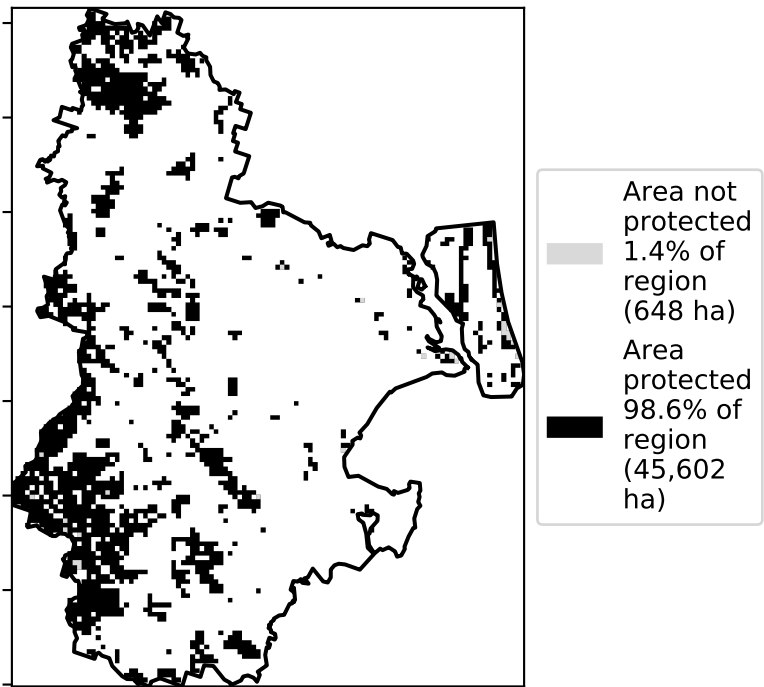 Area not
protected
1.4% of
region
(648 ha)
Area
protected
98.6% of
region
(45,602
ha)